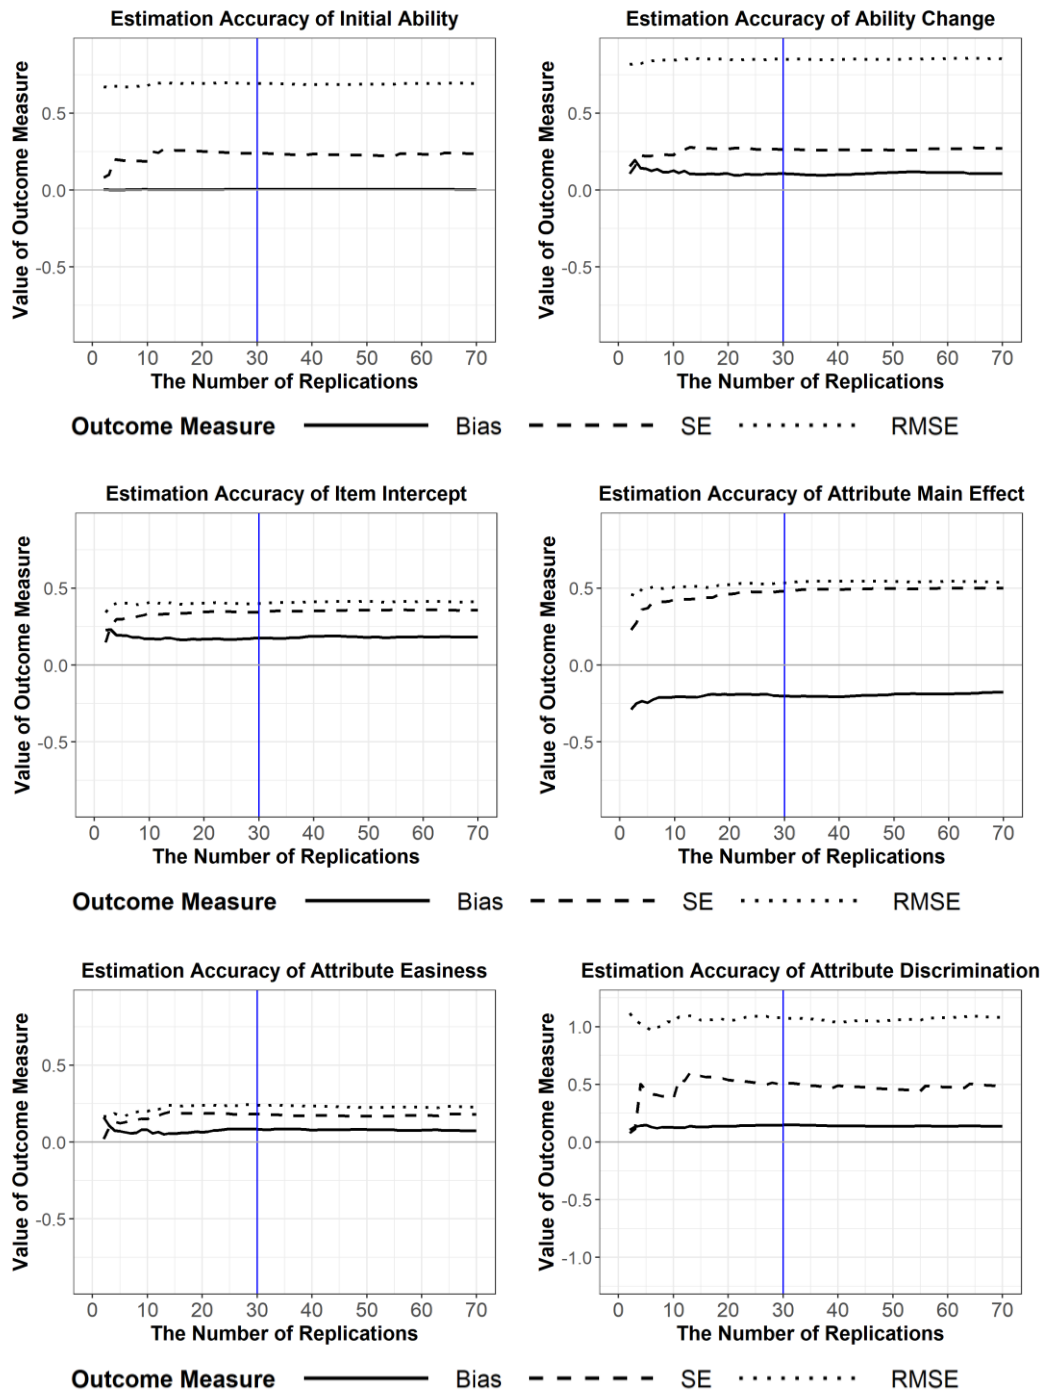 Estimation Accuracy of Initial Ability
Value of Outcome Measure
0.5
0.0
-0.5
0 10 20 30 40 50 60 70
The Number of Replications
Estimation Accuracy of Ability Change
Value of Outcome Measure
0.5
0.0
-0.5
0 10 20 30 40 50 60 70
The Number of Replications
Outcome Measure Bias SE RMSE
Estimation Accuracy of Item Intercept
Value of Outcome Measure
0.5
0.0
-0.5
0 10 20 30 40 50 60 70
The Number of Replications
Estimation Accuracy of Attribute Main Effect
Value of Outcome Measure
0.5
0.0
-0.5
0 10 20 30 40 50 60 70
The Number of Replications
Outcome Measure Bias SE RMSE
Estimation Accuracy of Attribute Easiness
Value of Outcome Measure
0.5
0.0
-0.5
0 10 20 30 40 50 60 70
The Number of Replications
Estimation Accuracy of Attribute Discrimination
Value of Outcome Measure
1.0
0.5
0.0
-0.5
-1.0
0 10 20 30 40 50 60 70
The Number of Replications
Outcome Measure Bias SE RMSE